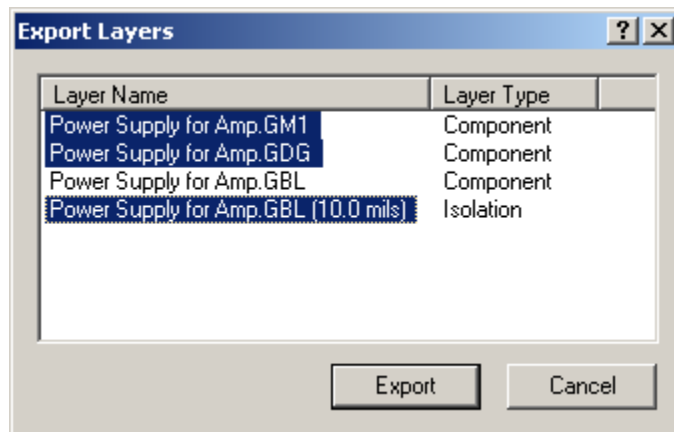 Export Layers
Layer Name Layer Type
Power Supply for Amp.GM1 Component
Power Supply for Amp.GDG Component
Power Supply for Amp.GBL Component
Power Supply for Amp.GBL (10.0 mils) Isolation
Export Cancel